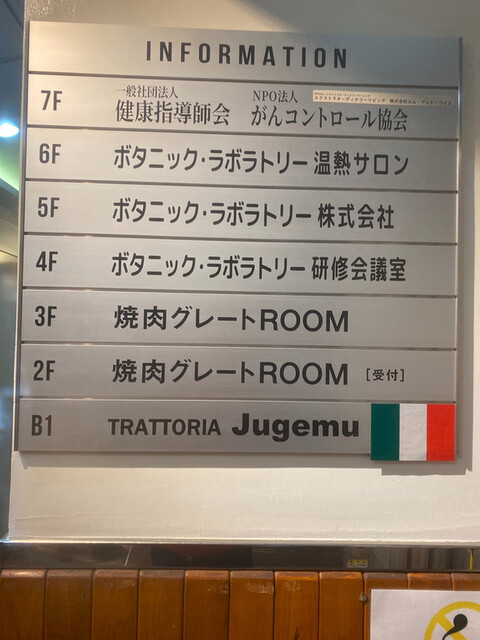 INFORMATION
7F 一般社団法人 健康指導師会 NPO法人 がんコントロール協会
6F ボタニック・ラボラトリー 温熱サロン
5F ボタニック・ラボラトリー 株式会社
4F ボタニック・ラボラトリー 研修会議室
3F 焼肉グレートROOM
2F 焼肉グレートROOM [受付]
B1 TRATTORIA Jugemu